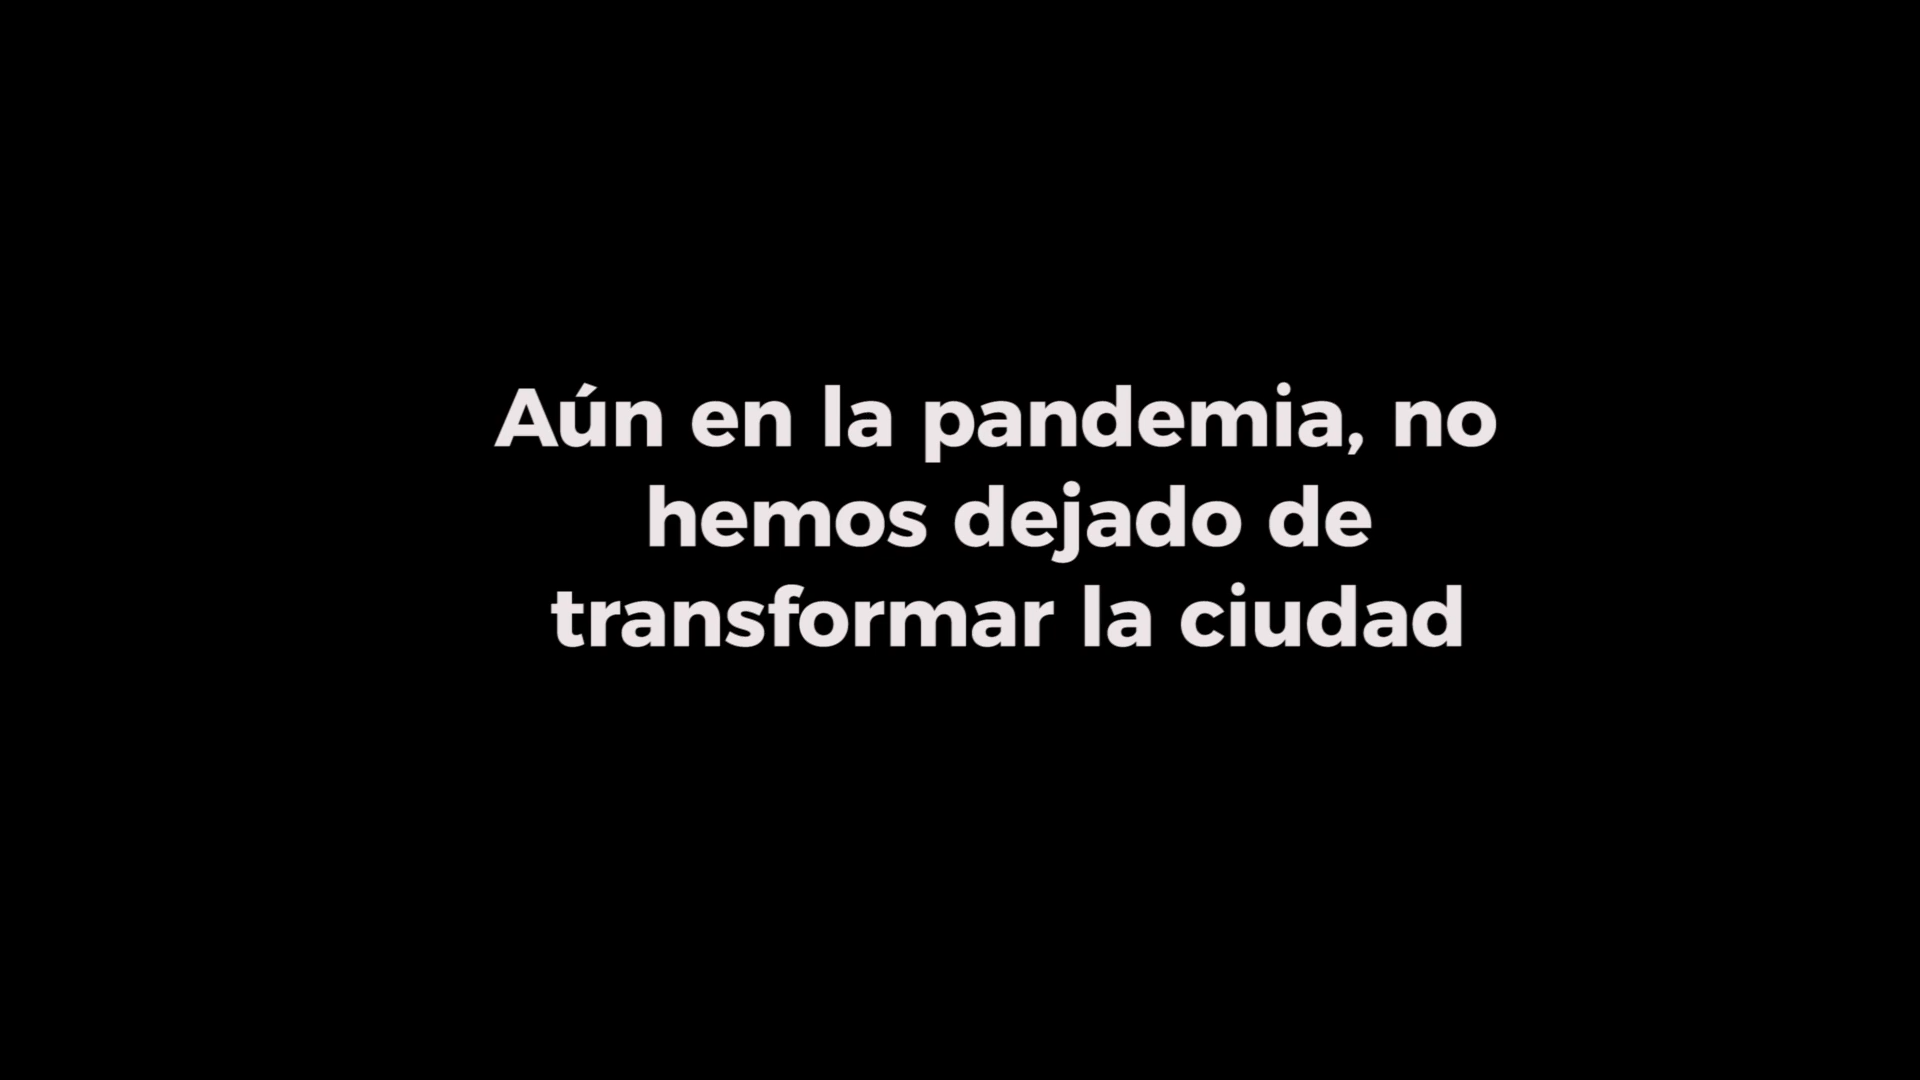 Aún en la pandemia, no
hemos dejado de
transformar la ciudad